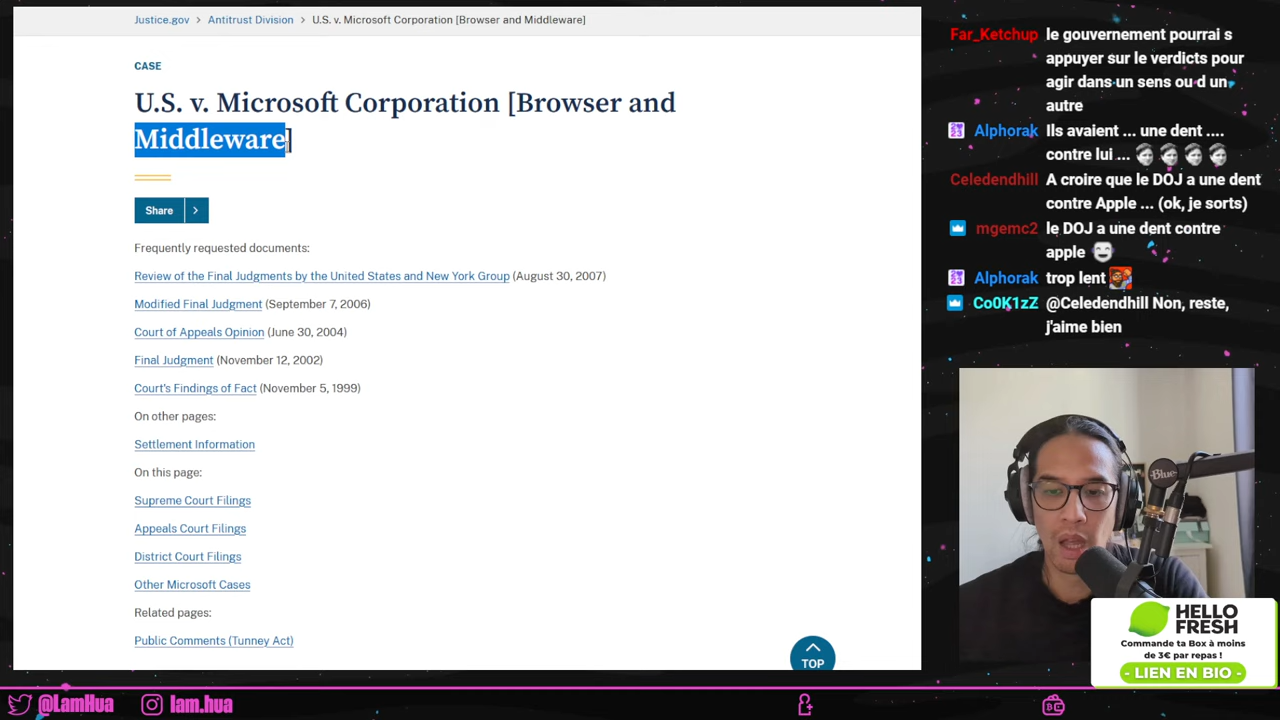 Justice.gov > Antitrust Division > U.S. v. Microsoft Corporation [Browser and Middleware]
CASE
U.S. v. Microsoft Corporation [Browser and
Middleware]
Share >
Frequently requested documents:
Review of the Final Judgments by the United States and New York Group (August 30, 2007)
Modified Final Judgment (September 7, 2006)
Court of Appeals Opinion (June 30, 2004)
Final Judgment (November 12, 2002)
Court's Findings of Fact (November 5, 1999)
On other pages:
Settlement Information
On this page:
Supreme Court Filings
Appeals Court Filings
District Court Filings
Other Microsoft Cases
Related pages:
Public Comments (Tunney Act)
TOP
Far_Ketchup le gouvernement pourrai s
appuyer sur le verdicts pour
agir dans un sens ou d un
autre
Alphorak Ils avaient ... une dent ....
contre lui ...
Celedendhill A croire que le DOJ a une dent
contre Apple ... (ok, je sorts)
mgemc2 le DOJ a une dent contre
apple
Alphorak trop lent
Co0K1zZ @Celedendhill Non, reste,
j'aime bien
Blue
HELLO
FRESH
Commande ta Box à moins
de 3€ par repas !
- LIEN EN BIO -
@LamHua
lam.hua